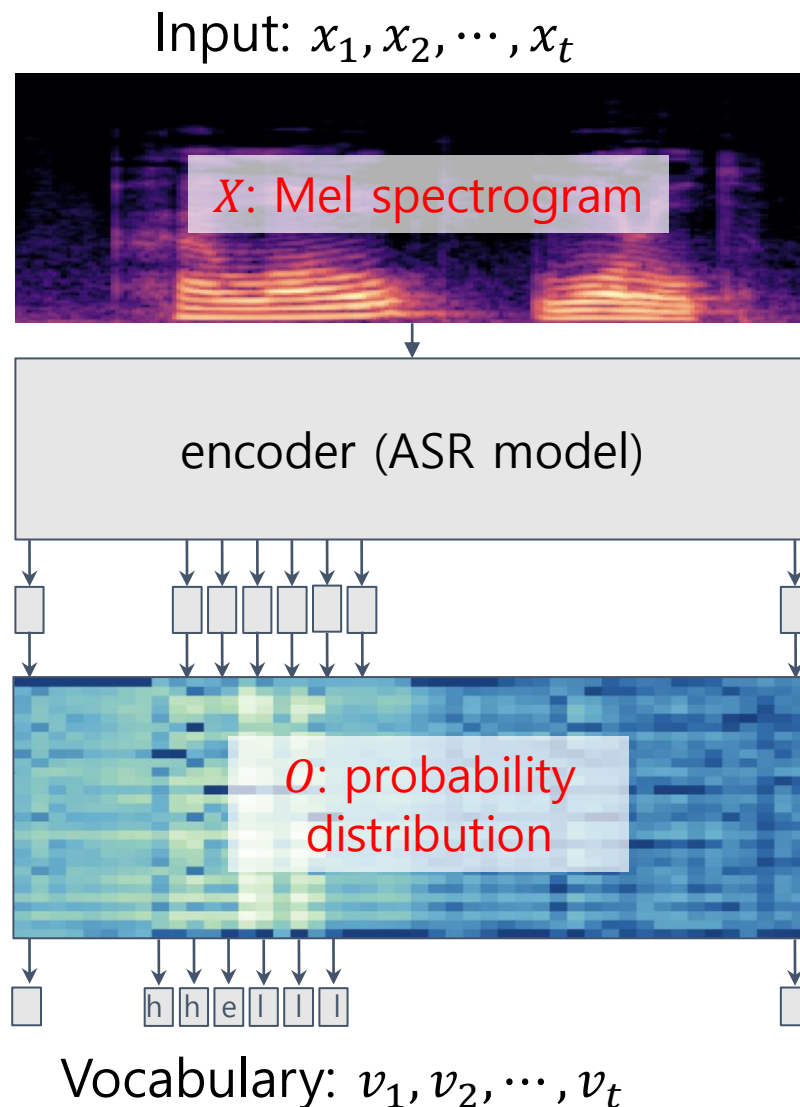 Input: x₁, x₂, ⋯, xₜ
X: Mel spectrogram
encoder (ASR model)
O: probability
distribution
h h e l l l
Vocabulary: v₁, v₂, ⋯, vₜ